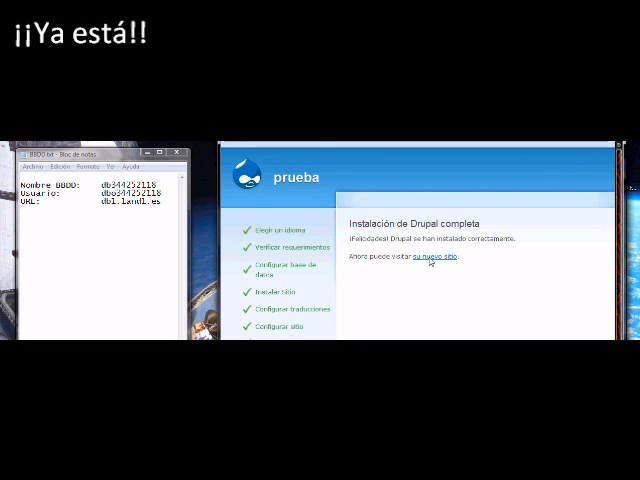 ¡¡Ya está!!
BBDD.txt - Bloc de notas
Archivo Edición Formato Ver Ayuda
Nombre BBDD: db344252118
Usuario: dbo344252118
URL: db1.1and1.es
prueba
Elegir un idioma
Verificar requerimientos
Configurar base de
datos
Instalar Sitio
Configurar traducciones
Configurar sitio
Instalación de Drupal completa
¡Felicidades! Drupal se han instalado correctamente.
Ahora puede visitar su nuevo sitio.